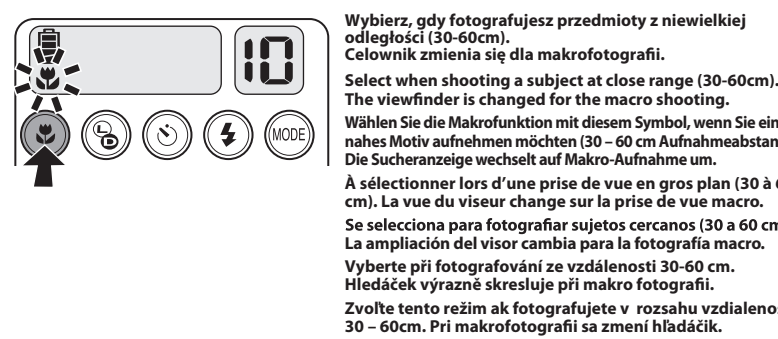 10
MODE
Wybierz, gdy fotografujesz przedmioty z niewielkiej
odległości (30-60cm).
Celownik zmienia się dla makrofotografii.
Select when shooting a subject at close range (30-60cm).
The viewfinder is changed for the macro shooting.
Wählen Sie die Makrofunktion mit diesem Symbol, wenn Sie ein
nahes Motiv aufnehmen möchten (30 – 60 cm
Die Sucheranzeige wechselt auf Makro-Aufnahme um.
À sélectionner lors d'une prise de vue en gros plan (30 à
cm). La vue du viseur change sur la prise de vue macro.
Se selecciona para fotografiar sujetos cercanos (30 a 60
La ampliación del visor cambia para la fotografía macro.
Vyberte při fotografování ze vzdálenosti 30-60 cm.
Hledáček výrazně skresluje při makro fotografii.
Zvoľte tento režim ak fotografujete v rozsahu
30 – 60cm. Pri makrofotografii sa zmení hľadáčik.